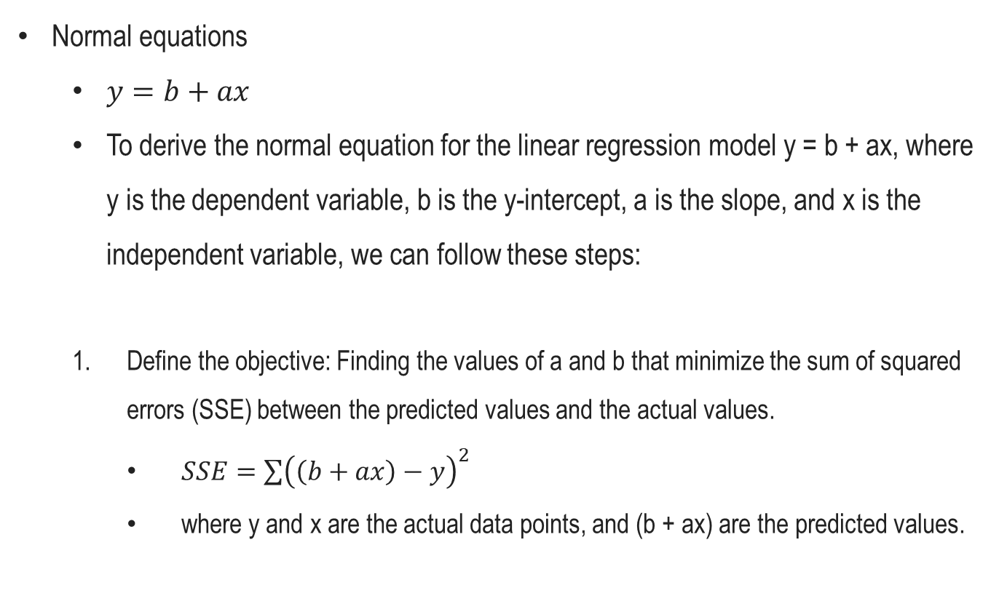 • Normal equations
• y = b + ax
• To derive the normal equation for the linear regression model y = b + ax, where
y is the dependent variable, b is the y-intercept, a is the slope, and x is the
independent variable, we can follow these steps:
1. Define the objective: Finding the values of a and b that minimize the sum of squared
errors (SSE) between the predicted values and the actual values.
• SSE = Σ((b + ax) − y)²
• where y and x are the actual data points, and (b + ax) are the predicted values.